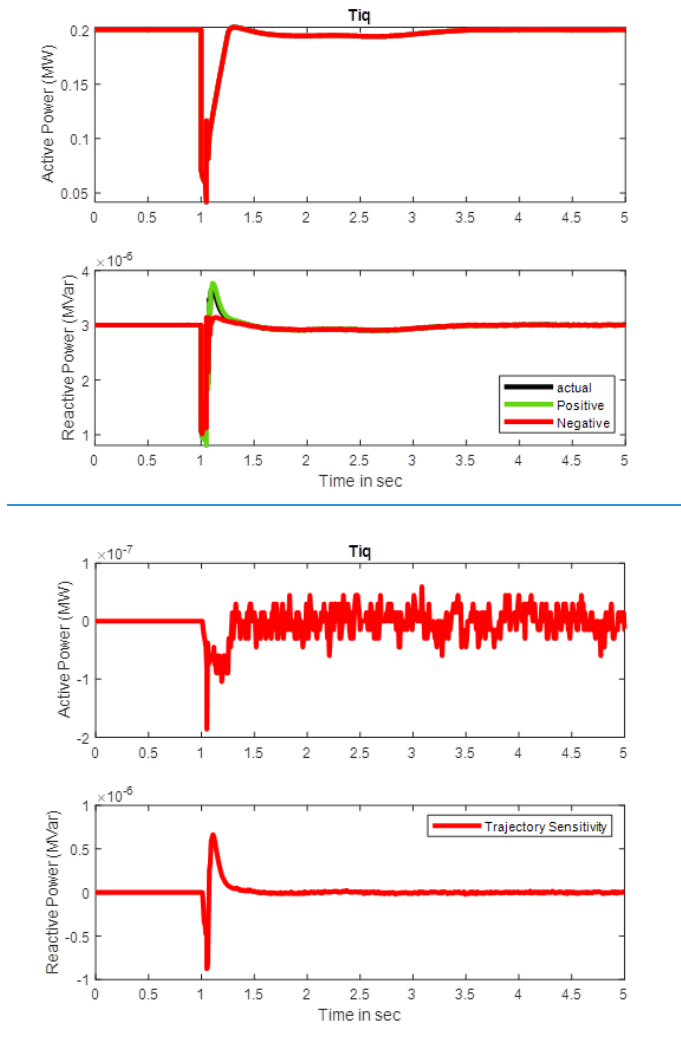 Tiq
Active Power (MW)
0.2
0.15
0.1
0.05
0 0.5 1 1.5 2 2.5 3 3.5 4 4.5 5
×10-6
Reactive Power (MVar)
4
3
2
1
actual
Positive
Negative
0 0.5 1 1.5 2 2.5 3 3.5 4 4.5 5
Time in sec
Tiq
×10-7
Active Power (MW)
1
0
-1
-2
0 0.5 1 1.5 2 2.5 3 3.5 4 4.5 5
×10-6
Reactive Power (MVar)
1
0.5
0
-0.5
-1
Trajectory Sensitivity
0 0.5 1 1.5 2 2.5 3 3.5 4 4.5 5
Time in sec